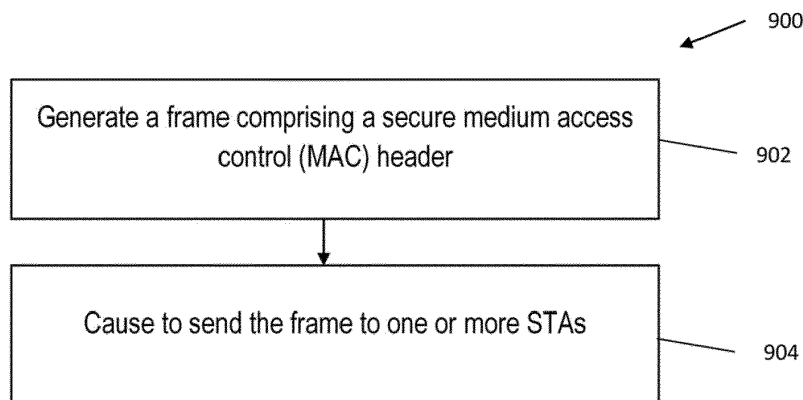 900
Generate a frame comprising a secure medium access
control (MAC) header
902
Cause to send the frame to one or more STAs
904